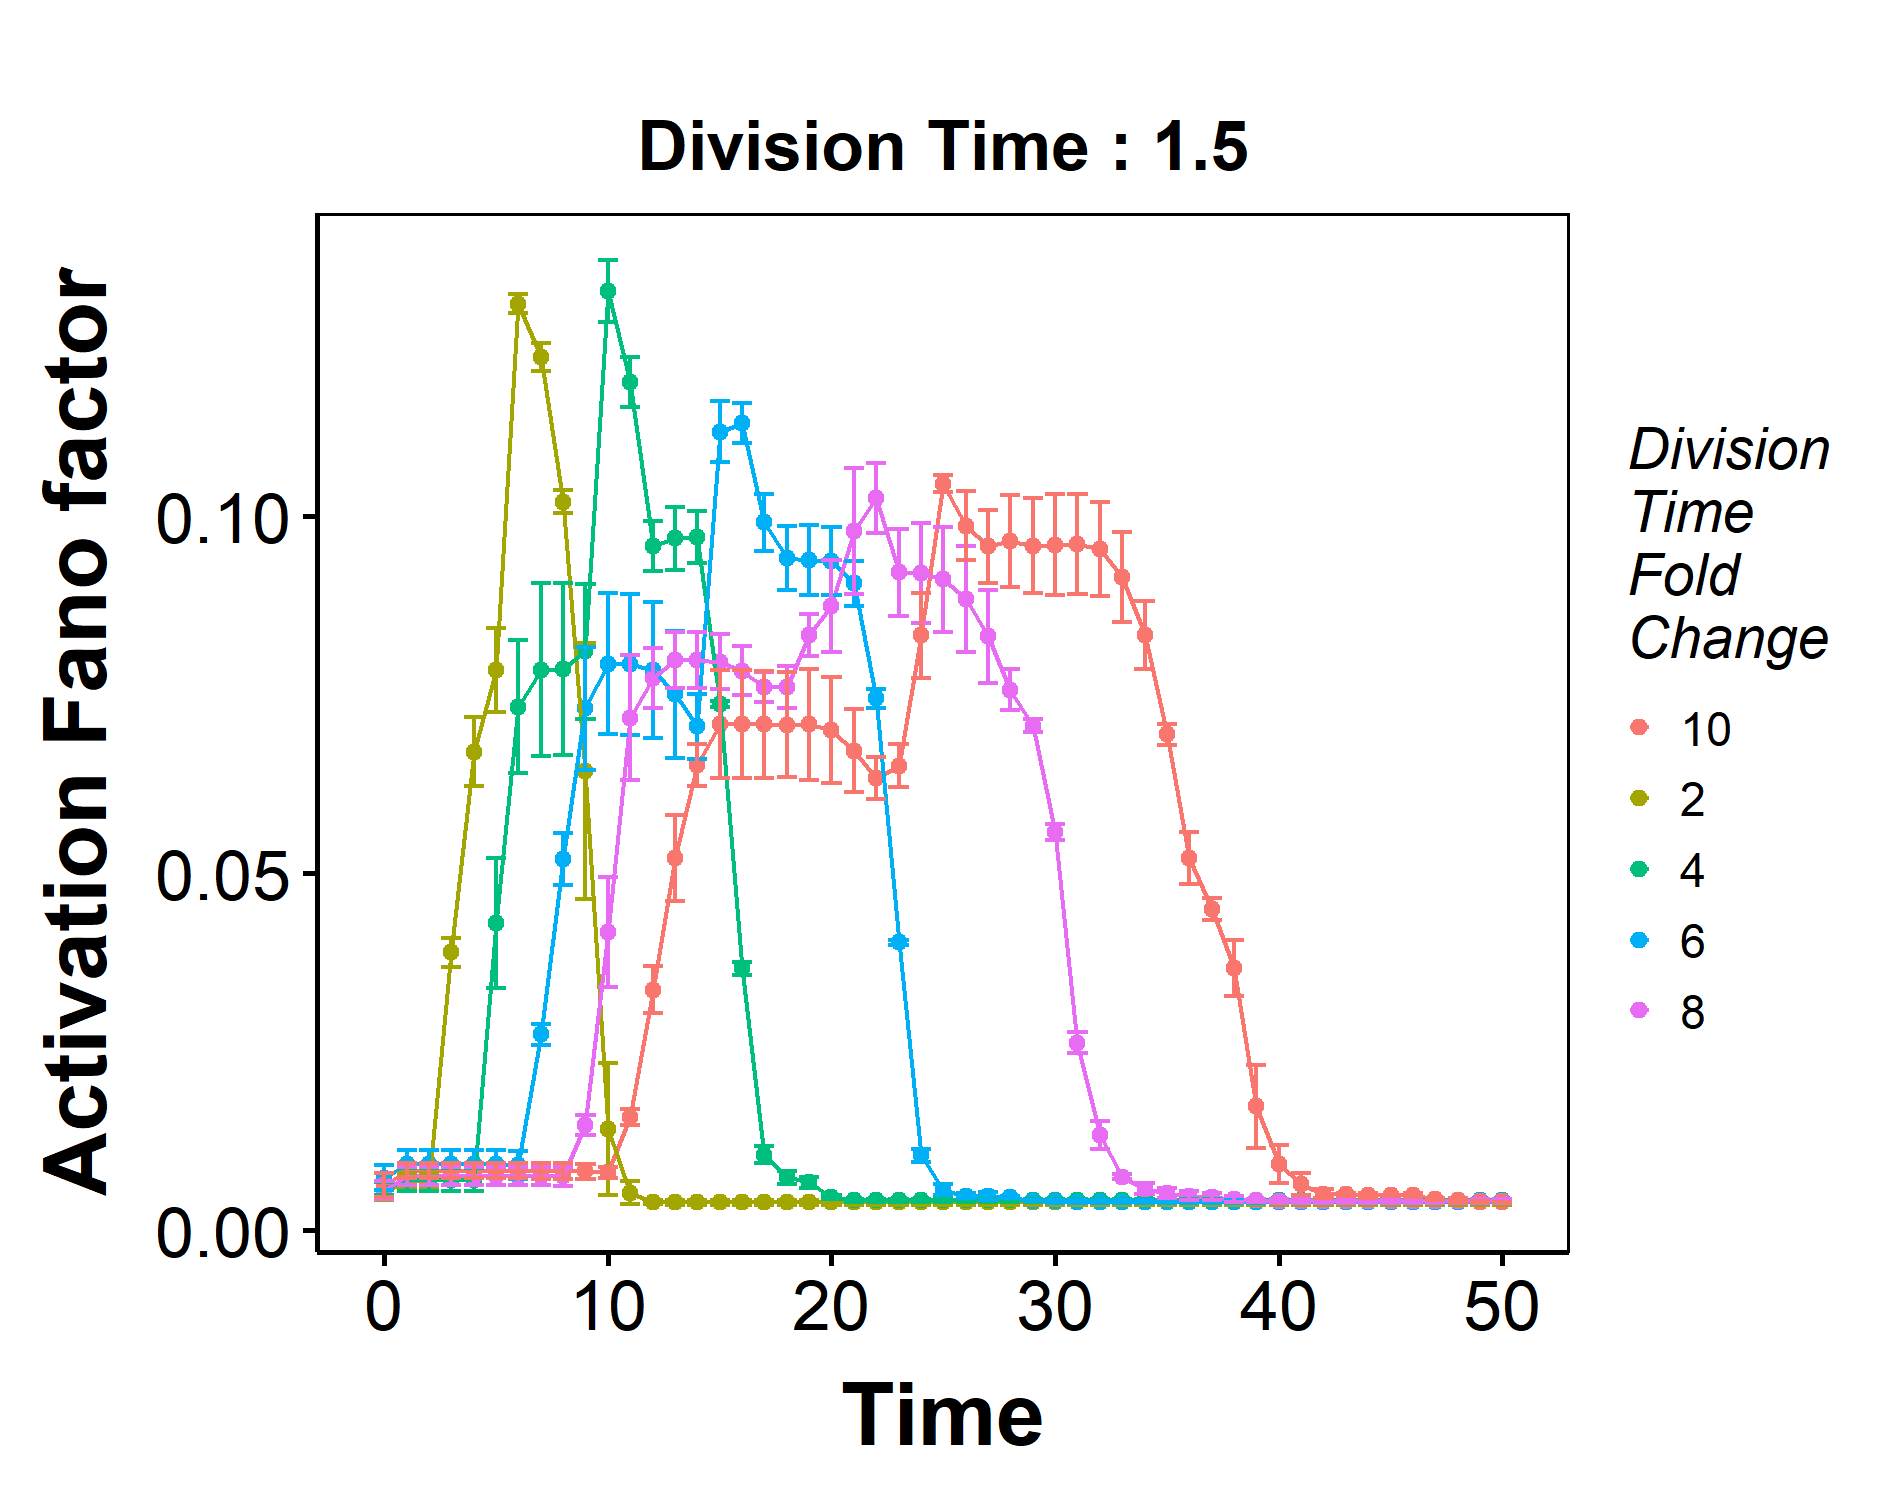 Division Time : 1.5
Activation Fano factor
0.10
0.05
0.00
0 10 20 30 40 50
Time
Division
Time
Fold
Change
10
2
4
6
8